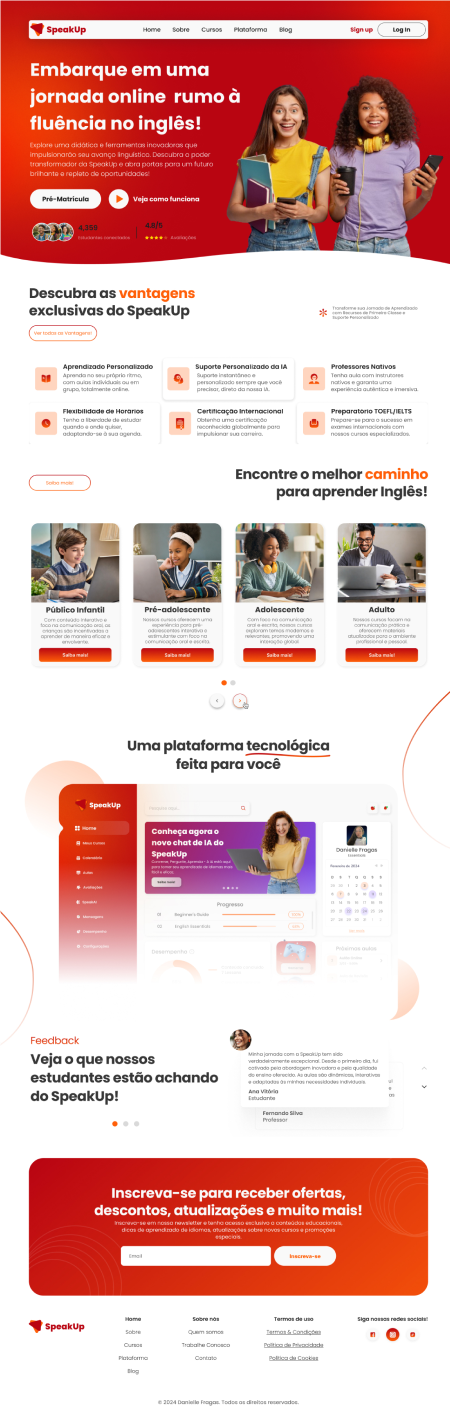 SpeakUp
Home Sobre Cursos Plataforma Blog
Sign up Log In
Embarque em uma
jornada online rumo à
fluência no inglês!
Explore uma didática e ferramentas inovadoras que
impulsionarão seu avanço linguístico. Descubra o poder
transformador da SpeakUp e abra portas para um futuro
brilhante e repleto de oportunidades!
Pré-Matrícula
Veja como funciona
Estudantes conectados
Avaliações
Descubra as vantagens
exclusivas do SpeakUp
Ver todas as Vantagens!
Transforme sua Jornada de Aprendizado
com Recursos de Primeira-Classe e
Suporte Personalizado
Aprendizado Personalizado
Aprenda no seu próprio ritmo,
com aulas individuais ou em
grupo, totalmente online.
Suporte Personalizado da IA
Suporte instantâneo e
personalizado sempre que você
precisar, direto da nossa IA.
Professores Nativos
Tenha aula com instrutores
nativos e garanta uma
experiência autêntica e imersiva.
Flexibilidade de Horários
Tenha a liberdade de estudar
quando e onde quiser,
adaptando-se à sua agenda.
Certificação Internacional
Obtenha uma certificação
reconhecida globalmente para
impulsionar sua carreira.
Preparatório TOEFL/IELTS
Prepare-se para o sucesso em
exames internacionais com
nossos cursos especializados.
Saiba mais!
Encontre o melhor caminho
para aprender Inglês!
Público Infantil
Com conteúdo interativo e
foco na comunicação oral, as
crianças são incentivadas a
aprender de maneira eficaz e
envolvente.
Saiba mais!
Pré-adolescente
Nossos cursos oferecem uma
experiência para pré-
adolescentes interativa e
estimulante com foco na
comunicação oral e escrita.
Saiba mais!
Adolescente
Com foco na comunicação
oral e escrita, nossos cursos
exploram temas modernos e
relevantes, promovendo uma
interação global.
Saiba mais!
Adulto
Nossos cursos focam na
comunicação prática e
oferecem materiais
atualizados para o ambiente
profissional e pessoal.
Saiba mais!
Uma plataforma tecnológica
feita para você
SpeakUp
Home
Meus Cursos
Calendário
Aulas
Avaliações
SpeakAI
Mensagens
Desempenho
Configurações
Conheça agora o
novo chat de IA do
SpeakUp
Saiba mais!
Danielle Fragas
Fevereiro de 2024
Progresso
01 Beginner's Guide
02 English Essentials
Desempenho
Próximas aulas
Feedback
Veja o que nossos
estudantes estão achando
do SpeakUp!
Minha jornada com a SpeakUp tem sido
verdadeiramente excepcional. Desde o primeiro dia, fui
cativada pela abordagem inovadora e pela qualidade
do ensino oferecido. As aulas são dinâmicas, interativas
e adaptadas às minhas necessidades individuais.
Ana Vitória
Estudante
Fernando Silva
Professor
Inscreva-se para receber ofertas,
descontos, atualizações e muito mais!
Inscreva-se em nossa newsletter e tenha acesso exclusivo a conteúdos educacionais,
dicas de aprendizado de idiomas, atualizações sobre novos cursos e promoções
especiais.
Email
Inscreva-se
SpeakUp
Home
Sobre
Cursos
Plataforma
Blog
Sobre nós
Quem somos
Trabalhe Conosco
Contato
Termos de uso
Termos & Condições
Política de Privacidade
Política de Cookies
Siga nossas redes sociais!
© 2024 Danielle Fragas. Todos os direitos reservados.